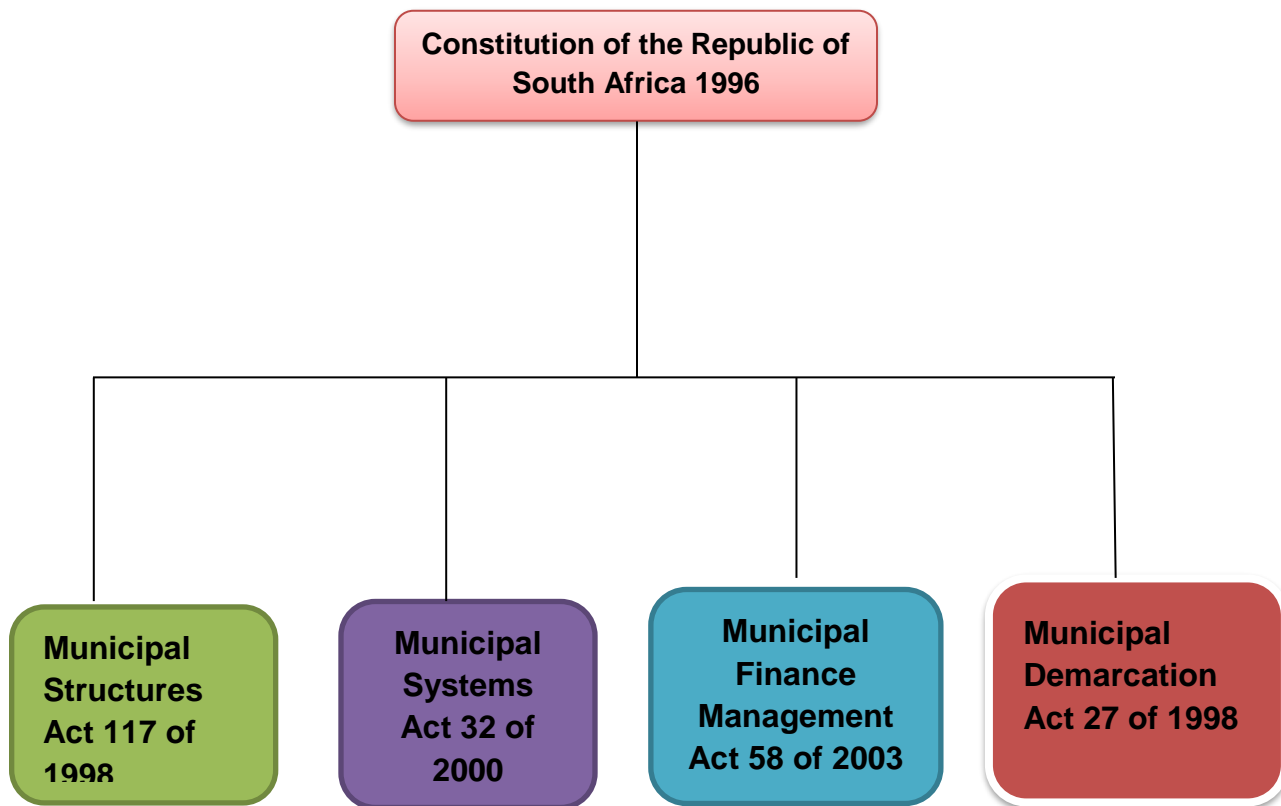 Constitution of the Republic of
South Africa 1996
Municipal
Structures
Act 117 of
1998
Municipal
Systems
Act 32 of
2000
Municipal
Finance
Management
Act 58 of 2003
Municipal
Demarcation
Act 27 of 1998